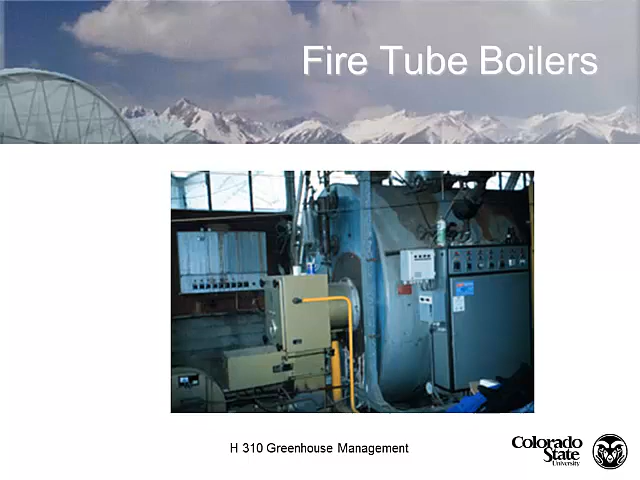 Fire Tube Boilers
H 310 Greenhouse Management
Colorado
State
University